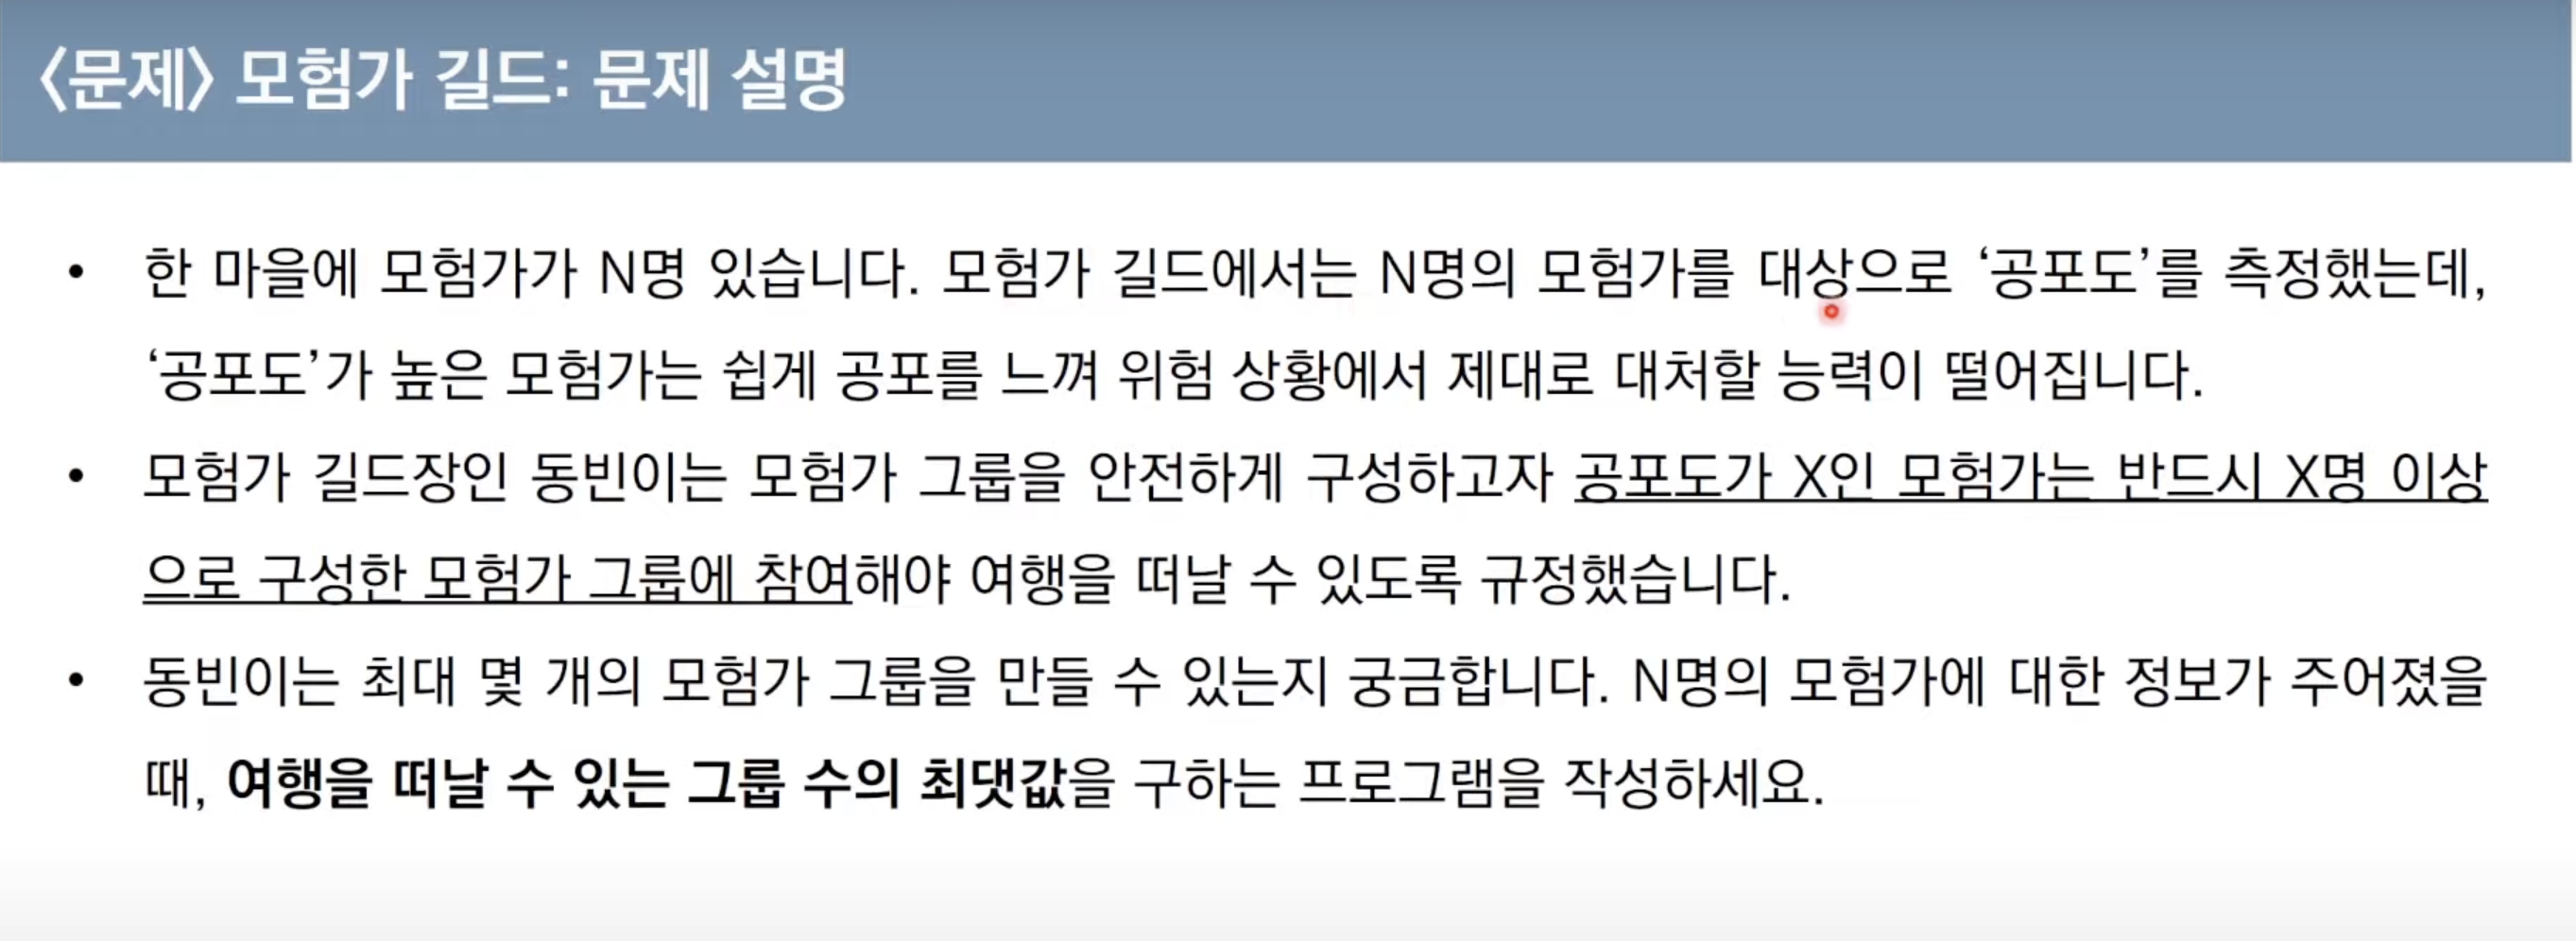 〈문제〉 모험가 길드: 문제 설명
• 한 마을에 모험가가 N명 있습니다. 모험가 길드에서는 N명의 모험가를 대상으로 ‘공포도’를 측정했는데,
‘공포도’가 높은 모험가는 쉽게 공포를 느껴 위험 상황에서 제대로 대처할 능력이 떨어집니다.
• 모험가 길드장인 동빈이는 모험가 그룹을 안전하게 구성하고자 공포도가 X인 모험가는 반드시 X명 이상
으로 구성한 모험가 그룹에 참여해야 여행을 떠날 수 있도록 규정했습니다.
• 동빈이는 최대 몇 개의 모험가 그룹을 만들 수 있는지 궁금합니다. N명의 모험가에 대한 정보가 주어졌을
때, 여행을 떠날 수 있는 그룹 수의 최댓값을 구하는 프로그램을 작성하세요.